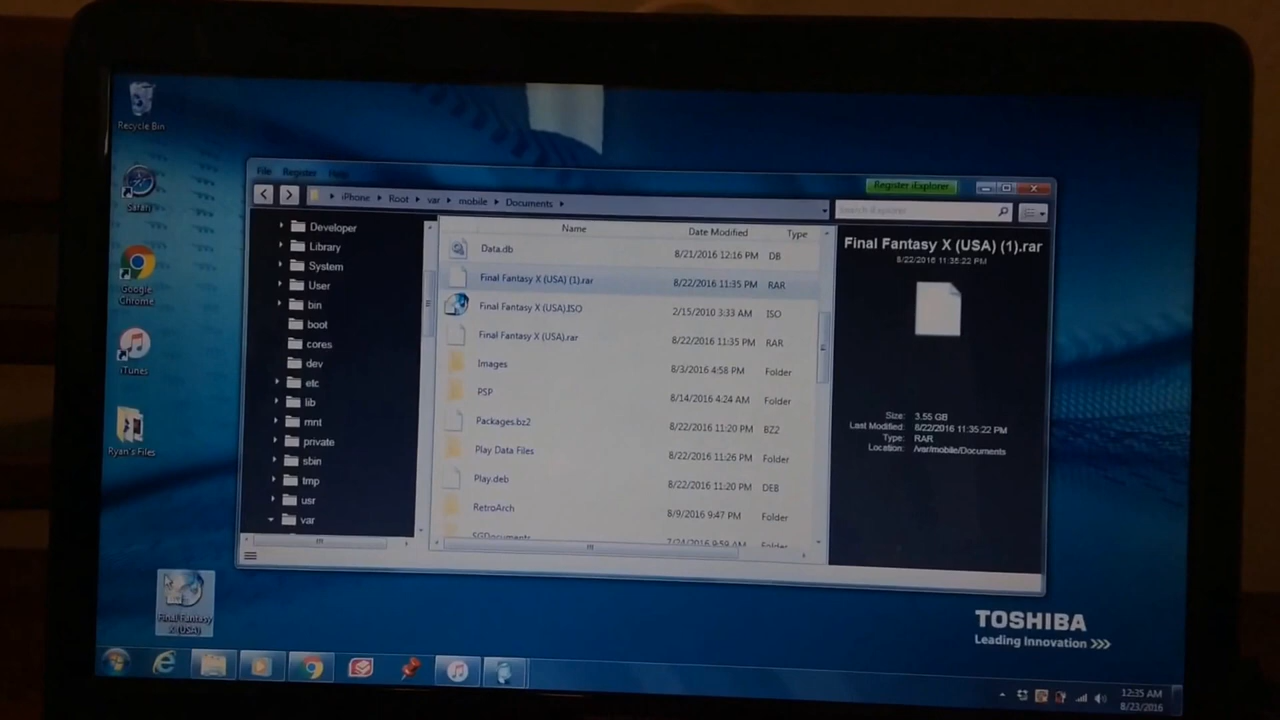 Recycle Bin
Safari
Google
Chrome
iTunes
Ryan's Files
Final Fantasy
X (USA)
File Register Help
iPhone Root var mobile Documents
Register iExplorer
Search iExplorer
Developer
Library
System
User
bin
boot
cores
dev
etc
lib
mnt
private
sbin
tmp
usr
var
Name Date Modified Type
Data.db 8/21/2016 12:16 PM DB
Final Fantasy X (USA) (1).rar 8/22/2016 11:35 PM RAR
Final Fantasy X (USA).ISO 2/15/2010 3:33 AM ISO
Final Fantasy X (USA).rar 8/22/2016 11:35 PM RAR
Images 8/3/2016 4:58 PM Folder
PSP 8/14/2016 4:24 AM Folder
Packages.bz2 8/22/2016 11:20 PM BZ2
Play Data Files 8/22/2016 11:26 PM Folder
Play.deb 8/22/2016 11:20 PM DEB
RetroArch 8/9/2016 9:47 PM Folder
SGDocuments 7/24/2016 9:59 AM Folder
Final Fantasy X (USA) (1).rar
8/22/2016 11:35:22 PM
Size: 3.55 GB
Last Modified: 8/22/2016 11:35:22 PM
Type: RAR
Location: /var/mobile/Documents
TOSHIBA
Leading Innovation >>>
12:35 AM
8/23/2016